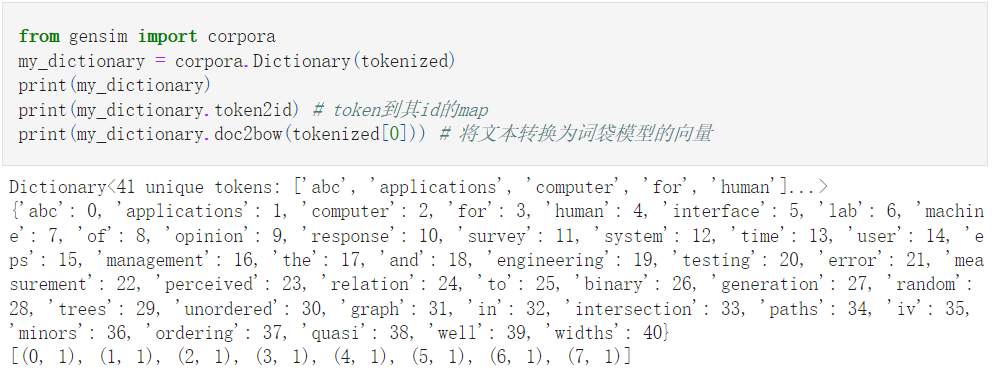 from gensim import corpora
my_dictionary = corpora.Dictionary(tokenized)
print(my_dictionary)
print(my_dictionary.token2id) # token到其id的map
print(my_dictionary.doc2bow(tokenized[0])) # 将文本转换为词袋模型的向量
Dictionary<41 unique tokens: ['abc', 'applications', 'computer', 'for', 'human']...>
{'abc': 0, 'applications': 1, 'computer': 2, 'for': 3, 'human': 4, 'interface': 5, 'lab': 6, 'machin
e': 7, 'of': 8, 'opinion': 9, 'response': 10, 'survey': 11, 'system': 12, 'time': 13, 'user': 14, 'e
ps': 15, 'management': 16, 'the': 17, 'and': 18, 'engineering': 19, 'testing': 20, 'error': 21, 'mea
surement': 22, 'perceived': 23, 'relation': 24, 'to': 25, 'binary': 26, 'generation': 27, 'random':
28, 'trees': 29, 'unordered': 30, 'graph': 31, 'in': 32, 'intersection': 33, 'paths': 34, 'iv': 35,
'minors': 36, 'ordering': 37, 'quasi': 38, 'well': 39, 'widths': 40}
[(0, 1), (1, 1), (2, 1), (3, 1), (4, 1), (5, 1), (6, 1), (7, 1)]